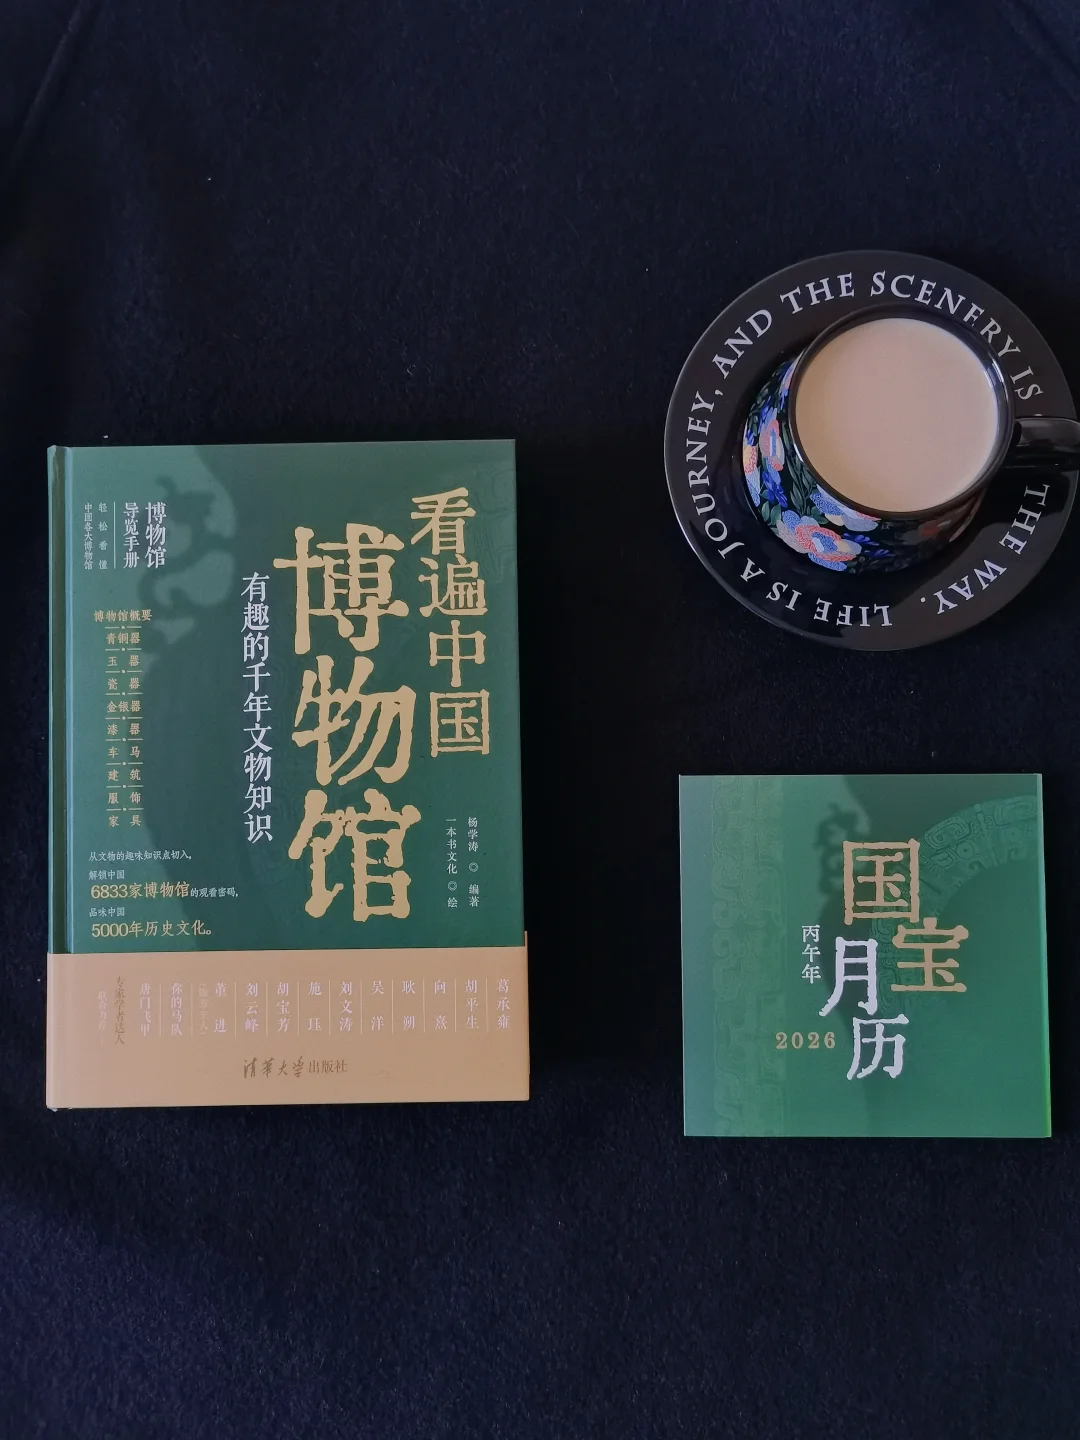 看遍中国
博物馆
有趣的千年文物知识
杨学涛 ◎ 编著
一本书文化 ◎ 绘
博物馆
导览手册
轻松看懂
中国各大博物馆
博物馆概要
青铜器
玉器
瓷器
金银器
漆器
车马
建筑
服饰
家具
从文物的趣味知识点切入，
解锁中国
6833家博物馆的观看密码，
品味中国
5000年历史文化。
葛承雍
胡平生
向熹
耿朔
吴洋
刘文涛
施珏
胡宝芳
刘云峰
董进
你的马队
唐门飞甲
专家学者达人
清华大学出版社
LIFE IS A JOURNEY, AND THE SCENERY IS THE WAY.
国宝
月历
丙午年
2026